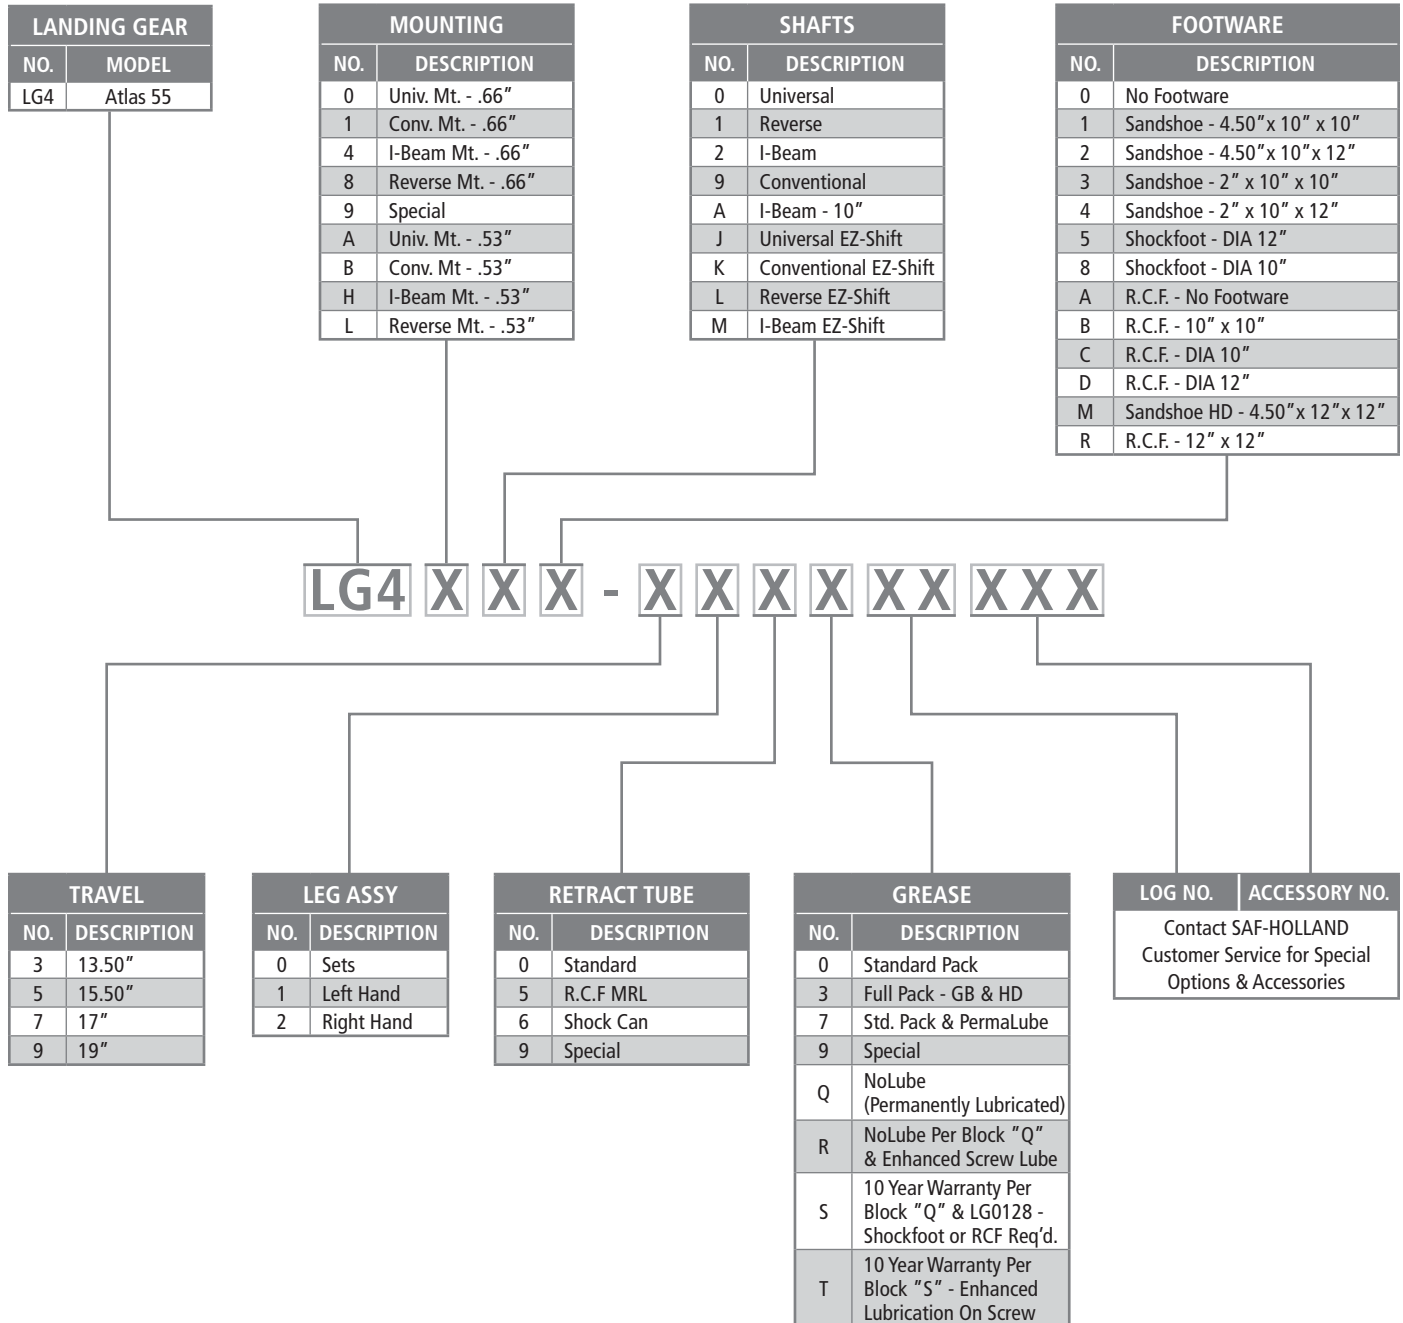 LANDING GEAR
NO. MODEL
LG4 Atlas 55
MOUNTING
NO. DESCRIPTION
0 Univ. Mt. - .66"
1 Conv. Mt. - .66"
4 I-Beam Mt. - .66"
8 Reverse Mt. - .66"
9 Special
A Univ. Mt. - .53"
B Conv. Mt - .53"
H I-Beam Mt. - .53"
L Reverse Mt. - .53"
SHAFTS
NO. DESCRIPTION
0 Universal
1 Reverse
2 I-Beam
9 Conventional
A I-Beam - 10"
J Universal EZ-Shift
K Conventional EZ-Shift
L Reverse EZ-Shift
M I-Beam EZ-Shift
FOOTWARE
NO. DESCRIPTION
0 No Footware
1 Sandshoe - 4.50"x 10" x 10"
2 Sandshoe - 4.50"x 10"x 12"
3 Sandshoe - 2" x 10" x 10"
4 Sandshoe - 2" x 10" x 12"
5 Shockfoot - DIA 12"
8 Shockfoot - DIA 10"
A R.C.F. - No Footware
B R.C.F. - 10" x 10"
C R.C.F. - DIA 10"
D R.C.F. - DIA 12"
M Sandshoe HD - 4.50"x 12"x 12"
R R.C.F. - 12" x 12"
LG4 X X X - X X X X X X X X X
TRAVEL
NO. DESCRIPTION
3 13.50"
5 15.50"
7 17"
9 19"
LEG ASSY
NO. DESCRIPTION
0 Sets
1 Left Hand
2 Right Hand
RETRACT TUBE
NO. DESCRIPTION
0 Standard
5 R.C.F MRL
6 Shock Can
9 Special
GREASE
NO. DESCRIPTION
0 Standard Pack
3 Full Pack - GB & HD
7 Std. Pack & PermaLube
9 Special
Q NoLube
(Permanently Lubricated)
R NoLube Per Block "Q"
& Enhanced Screw Lube
S 10 Year Warranty Per
Block "Q" & LG0128 -
Shockfoot or RCF Req'd.
T 10 Year Warranty Per
Block "S" - Enhanced
Lubrication On Screw
LOG NO. ACCESSORY NO.
Contact SAF-HOLLAND
Customer Service for Special
Options & Accessories